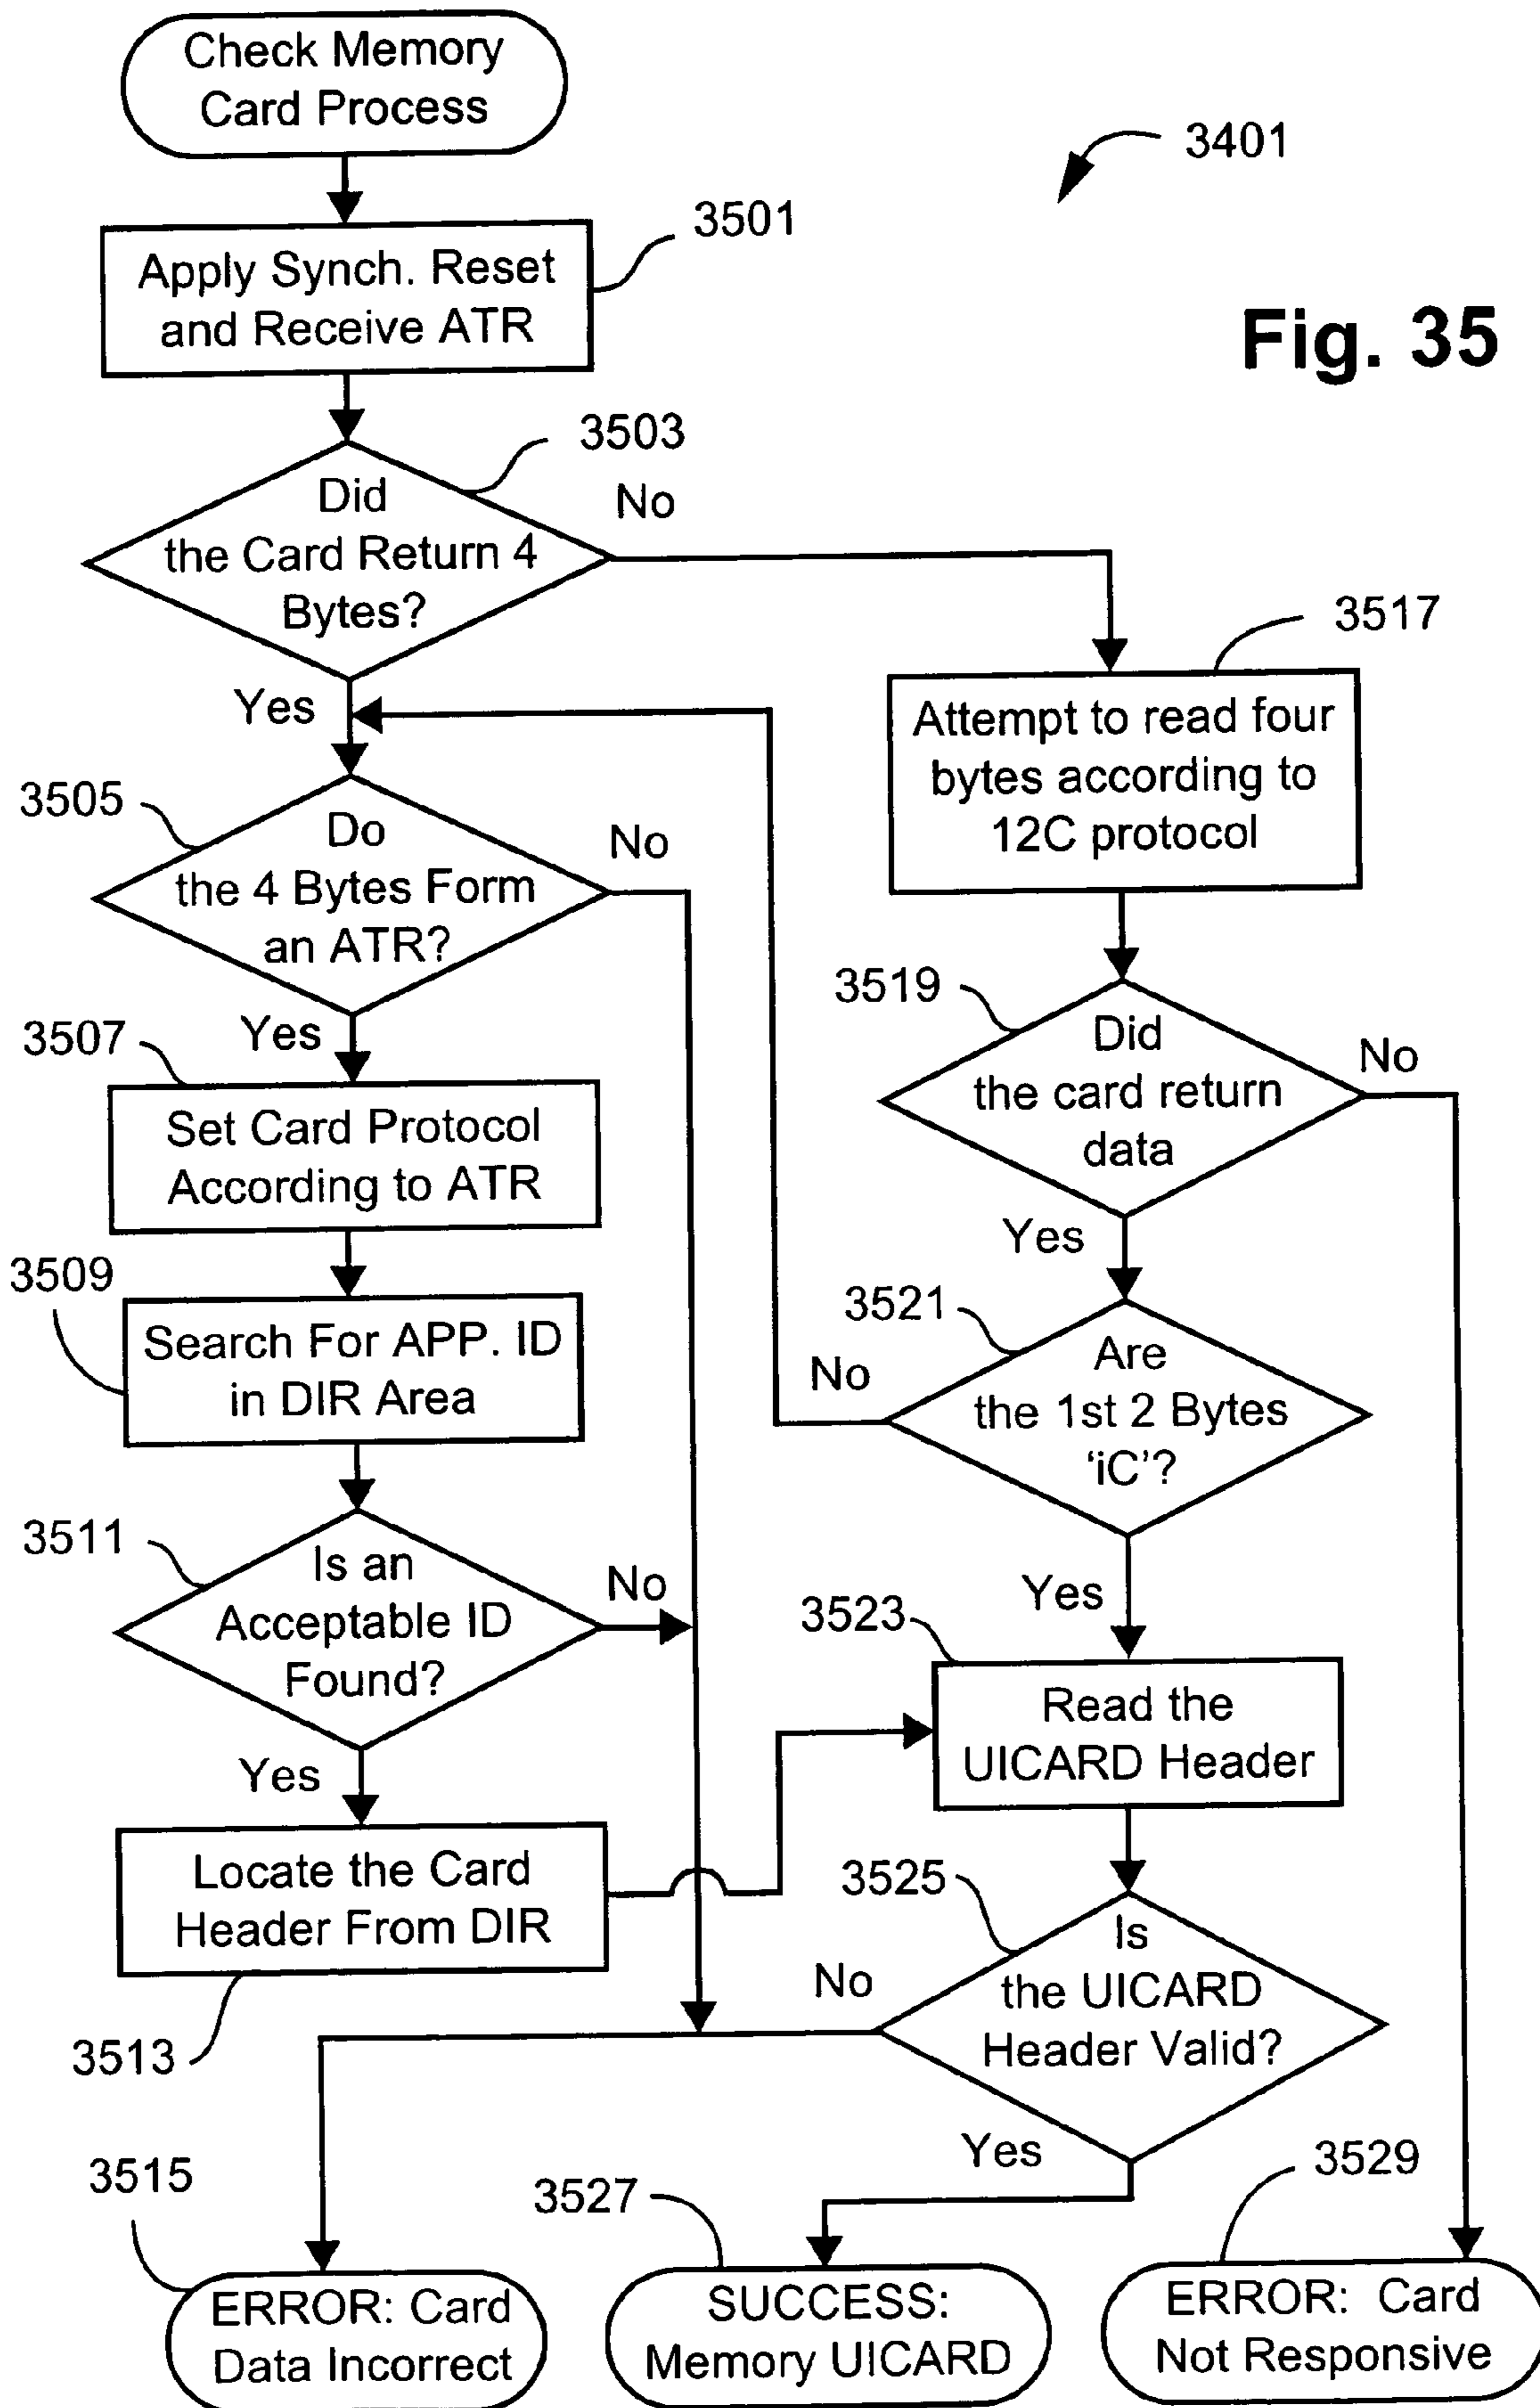 Check Memory
Card Process
3401
3501
Apply Synch. Reset
and Receive ATR
Fig. 35
3503
Did
the Card Return 4
Bytes?
No
Yes
3517
Attempt to read four
bytes according to
12C protocol
3505
Do
the 4 Bytes Form
an ATR?
No
Yes
3519
Did
the card return
data
No
Yes
3507
Set Card Protocol
According to ATR
3509
Search For APP. ID
in DIR Area
3521
Are
the 1st 2 Bytes
‘iC’?
No
Yes
3511
Is an
Acceptable ID
Found?
No
Yes
3523
Read the
UICARD Header
Locate the Card
Header From DIR
3513
3525
Is
the UICARD
Header Valid?
No
Yes
3515
ERROR: Card
Data Incorrect
3527
SUCCESS:
Memory UICARD
3529
ERROR: Card
Not Responsive